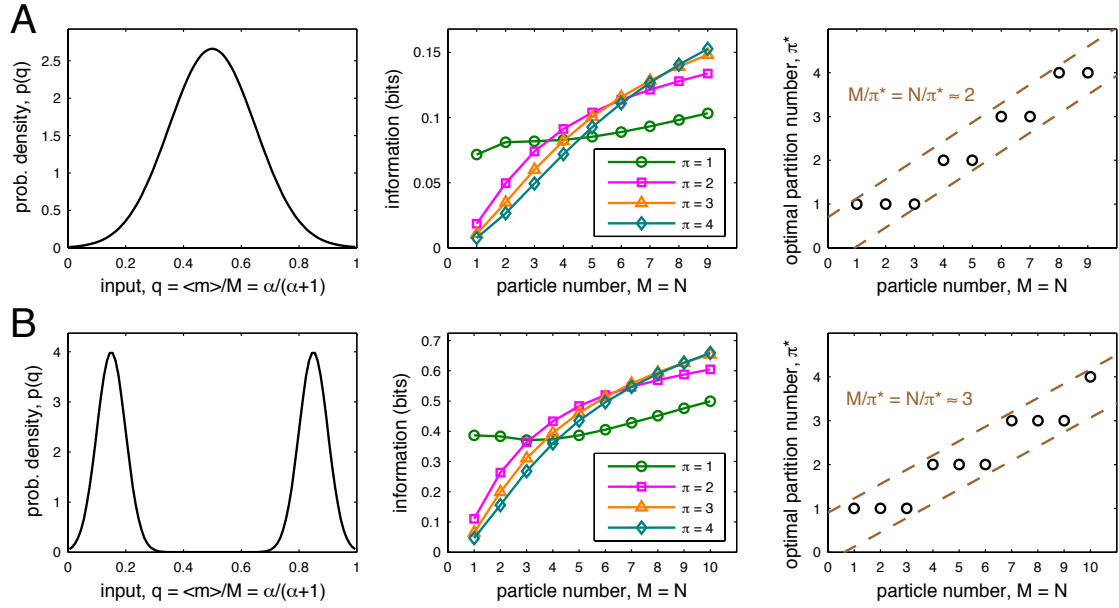 A
prob. density, p(q)
2.5
2
1.5
1
0.5
0
0 0.2 0.4 0.6 0.8 1
input, q = <m>/M = α/(α+1)
information (bits)
0.15
0.1
0.05
0
π = 1
π = 2
π = 3
π = 4
1 2 3 4 5 6 7 8 9
particle number, M = N
optimal partition number, π*
4
3
2
1
0
M/π* = N/π* ≈ 2
0 1 2 3 4 5 6 7 8 9
particle number, M = N
B
prob. density, p(q)
4
3
2
1
0
0 0.2 0.4 0.6 0.8 1
input, q = <m>/M = α/(α+1)
information (bits)
0.7
0.6
0.5
0.4
0.3
0.2
0.1
0
π = 1
π = 2
π = 3
π = 4
1 2 3 4 5 6 7 8 9 10
particle number, M = N
optimal partition number, π*
4
3
2
1
0
M/π* = N/π* ≈ 3
0 1 2 3 4 5 6 7 8 9 10
particle number, M = N